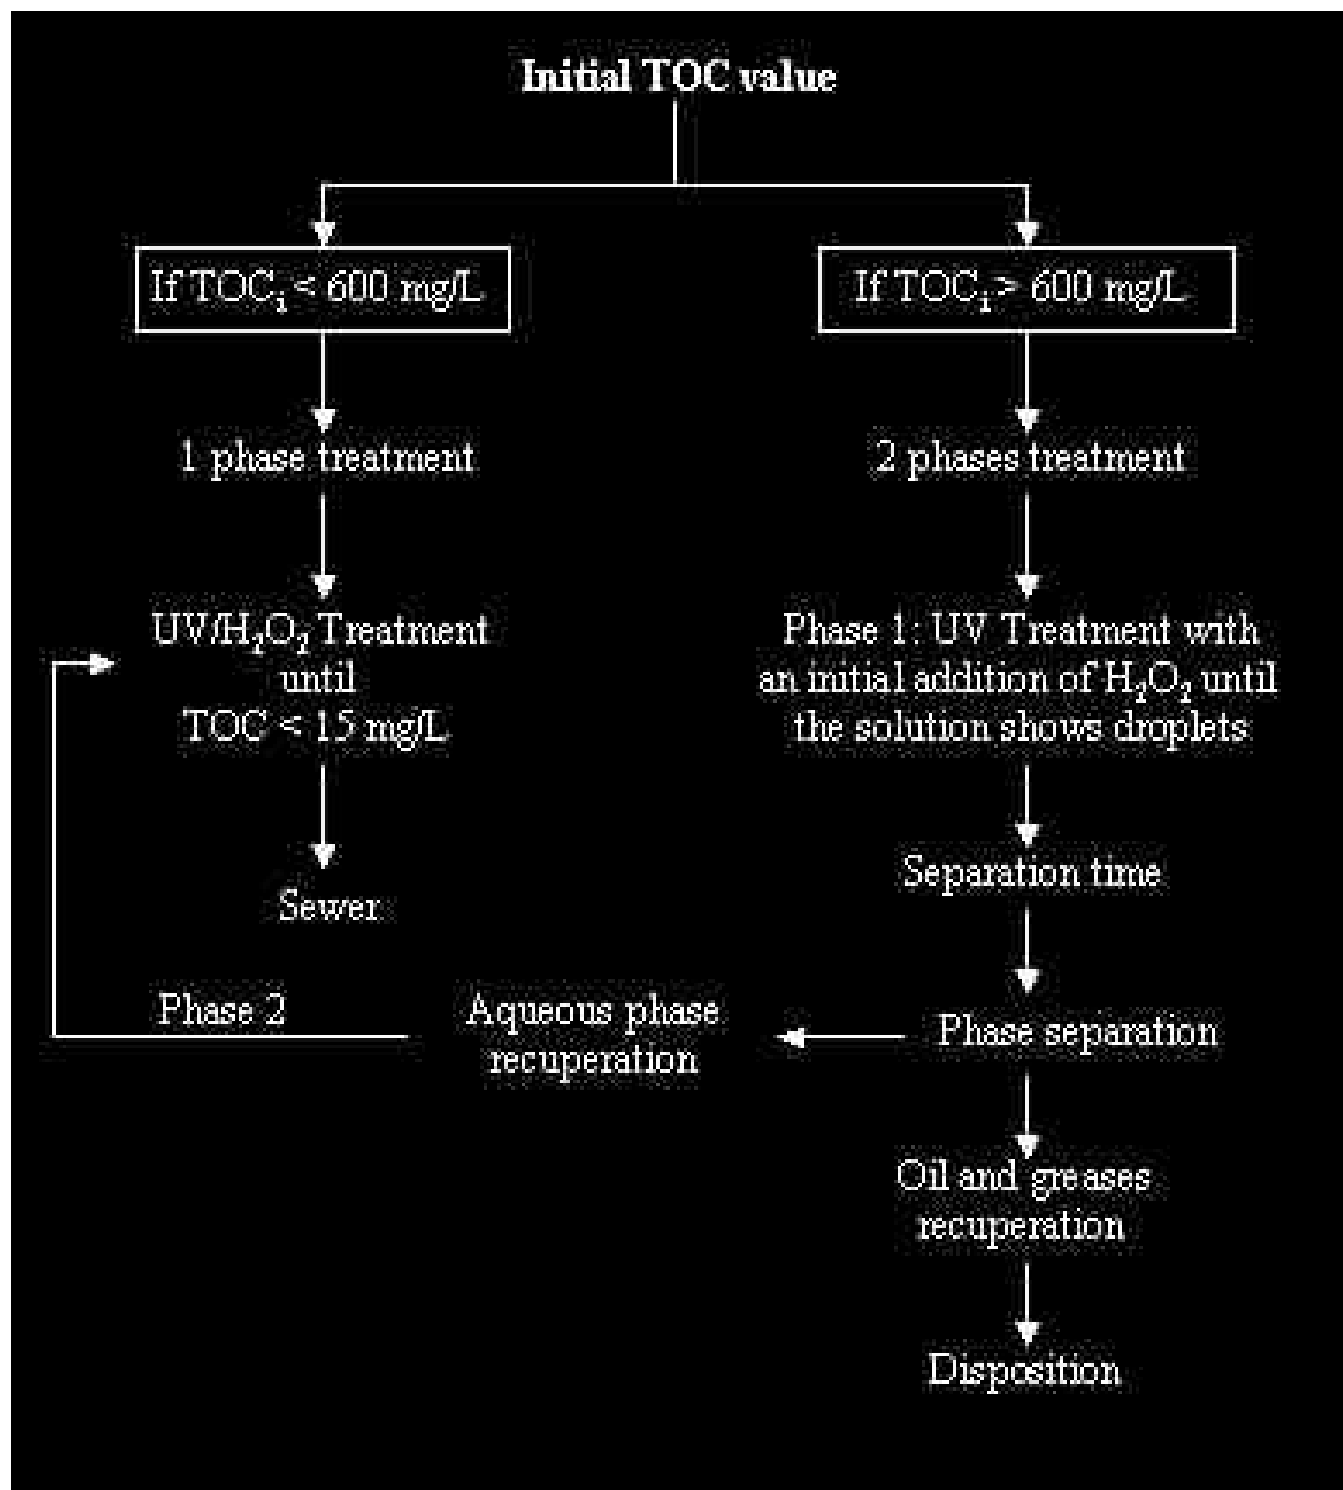 Initial TOC value
If TOCi < 600 mg/L
If TOCi > 600 mg/L
1 phase treatment
2 phases treatment
UV/H₂O₂ Treatment
until
TOC < 15 mg/L
Phase 1: UV Treatment with
an initial addition of H₂O₂ until
the solution shows droplets
Sewer
Separation time
Phase 2
Aqueous phase
recuperation
Phase separation
Oil and greases
recuperation
Disposition